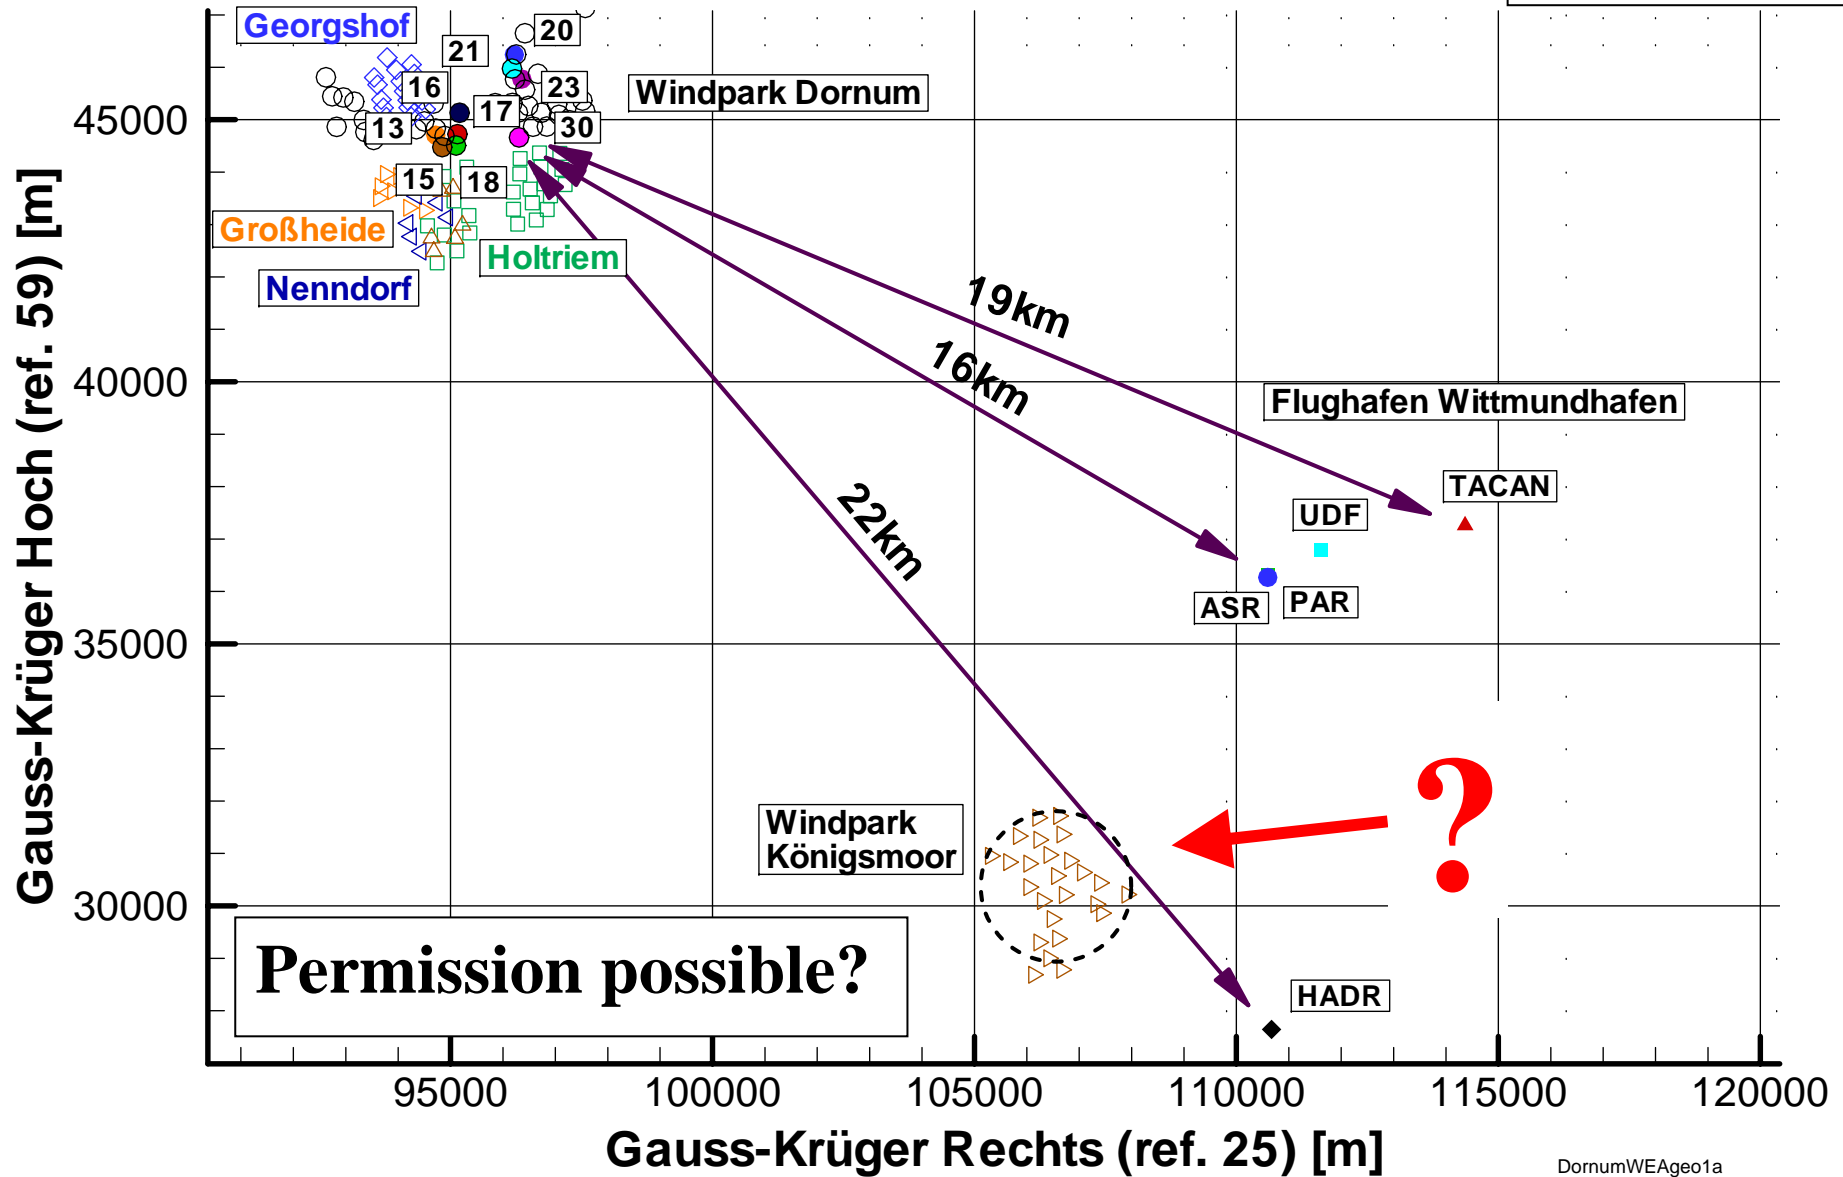 Georgshof
20
21
16
23
Windpark Dornum
17
13
30
45000
15
18
Großheide
Holtriem
Nenndorf
19km
16km
40000
Flughafen Wittmundhafen
TACAN
22km
UDF
ASR
PAR
35000
?
Windpark
Königsmoor
30000
Permission possible?
HADR
95000
100000
105000
110000
115000
120000
Gauss-Krüger Hoch (ref. 59) [m]
Gauss-Krüger Rechts (ref. 25) [m]
DornumWEAgeo1a